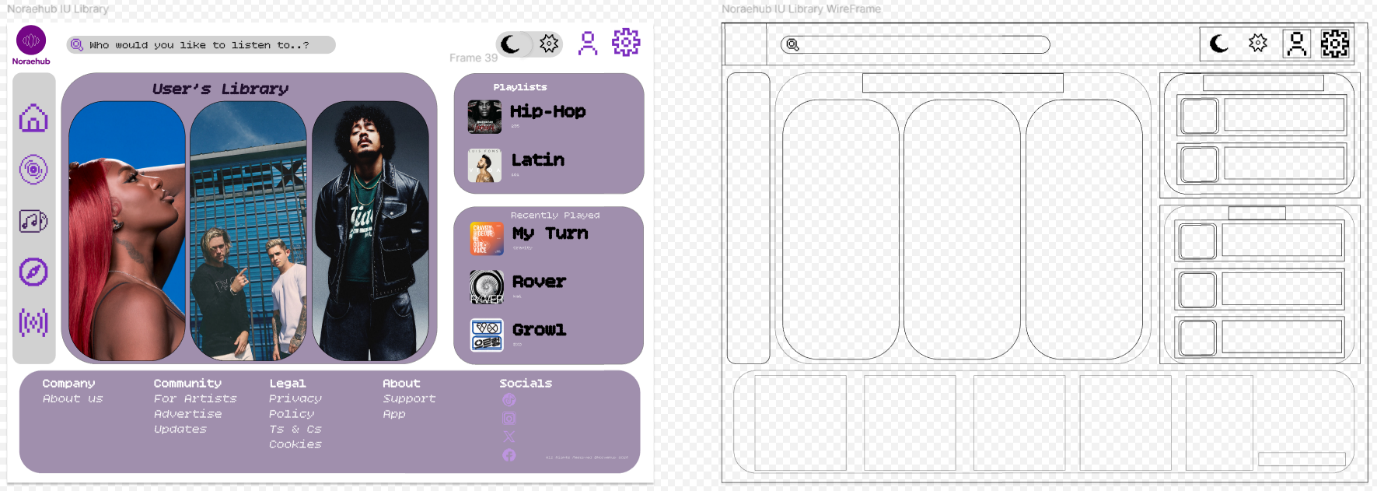 Noraehub IU Library
Noraehub IU Library WireFrame
Noraehub
Who would you like to listen to..?
Frame 39
User's Library
Playlists
Hip-Hop
Latin
Recently Played
My Turn
Rover
Growl
Company
About us
Community
For Artists
Advertise
Updates
Legal
Privacy
Policy
Ts & Cs
Cookies
About
Support
App
Socials